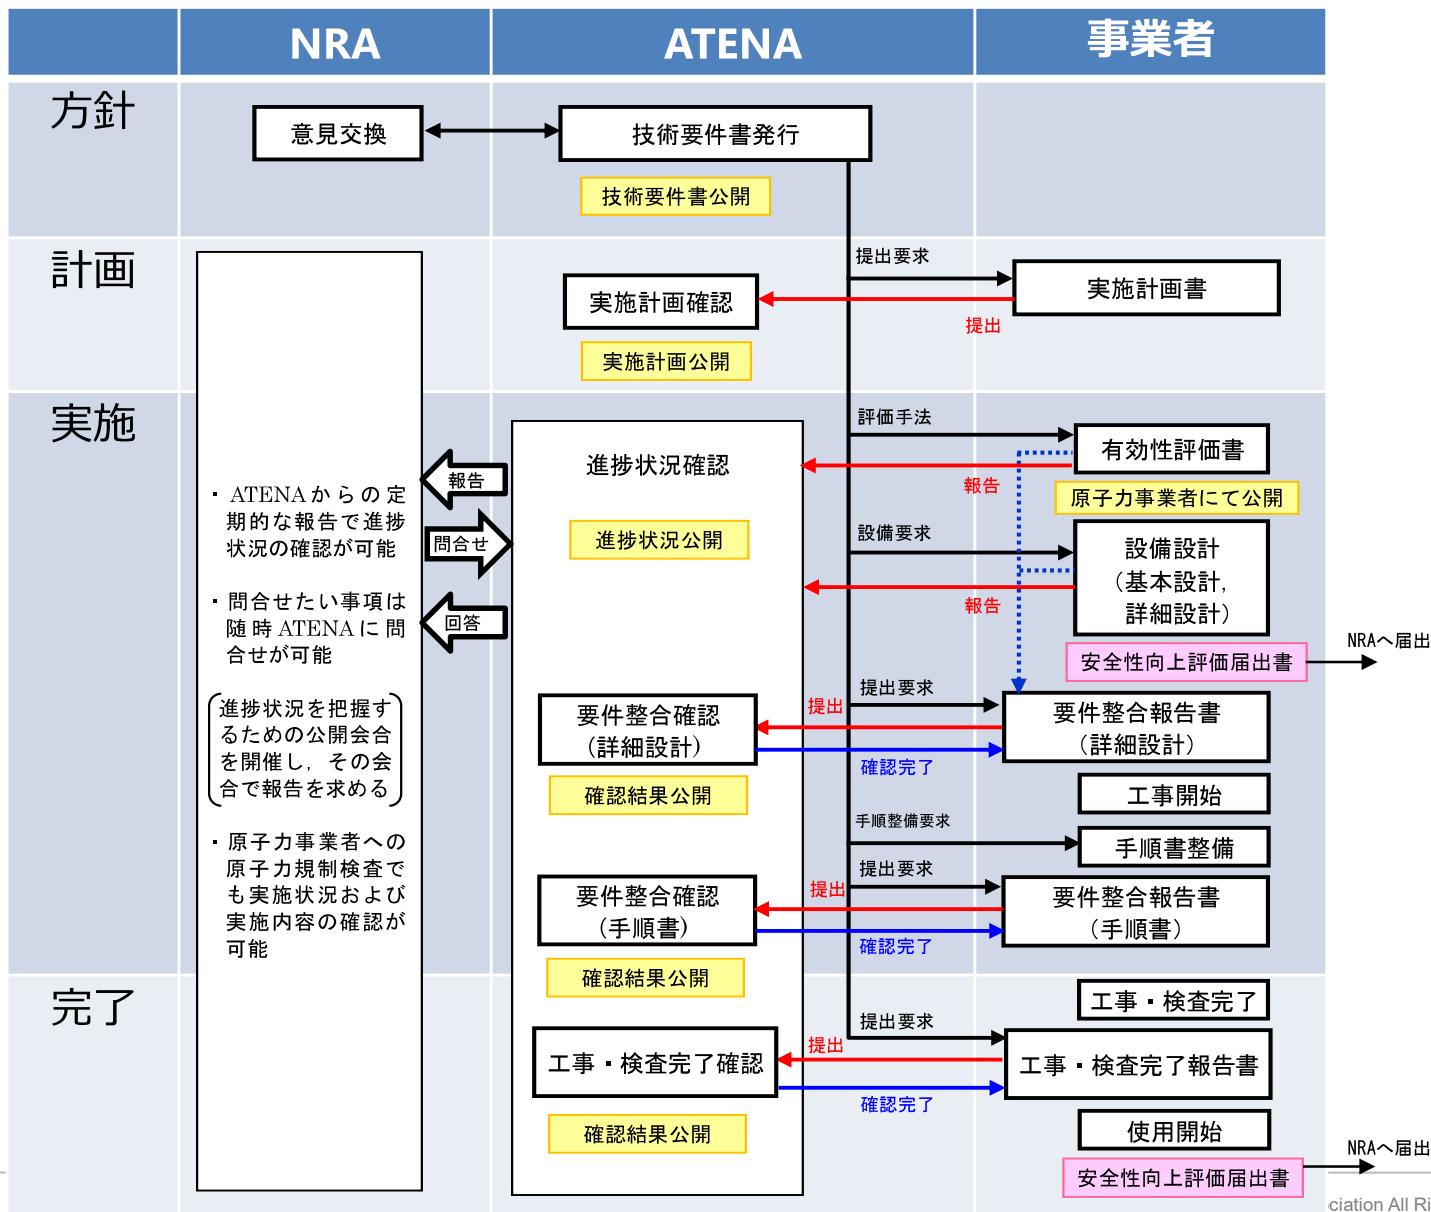 NRA
ATENA
事業者
方針
意見交換
技術要件書発行
技術要件書公開
計画
提出要求
実施計画書
実施計画確認
提出
実施計画公開
実施
評価手法
有効性評価書
進捗状況確認
報告
報告
原子力事業者にて公開
・ATENAからの定
期的な報告で進捗
状況の確認が可能
問合せ
進捗状況公開
設備要求
設備設計
（基本設計，
詳細設計）
報告
・問合せたい事項は
随時ATENAに問
合せが可能
回答
安全性向上評価届出書
NRAへ届出
進捗状況を把握す
るための公開会合
を開催し，その会
合で報告を求める
要件整合確認
（詳細設計）
提出
提出要求
要件整合報告書
（詳細設計）
確認完了
確認結果公開
工事開始
・原子力事業者への
原子力規制検査で
も実施状況および
実施内容の確認が
可能
手順整備要求
手順書整備
提出要求
要件整合確認
（手順書）
提出
要件整合報告書
（手順書）
確認完了
確認結果公開
完了
工事・検査完了
提出要求
工事・検査完了確認
提出
工事・検査完了報告書
確認完了
確認結果公開
使用開始
安全性向上評価届出書
NRAへ届出
ciation All Ri